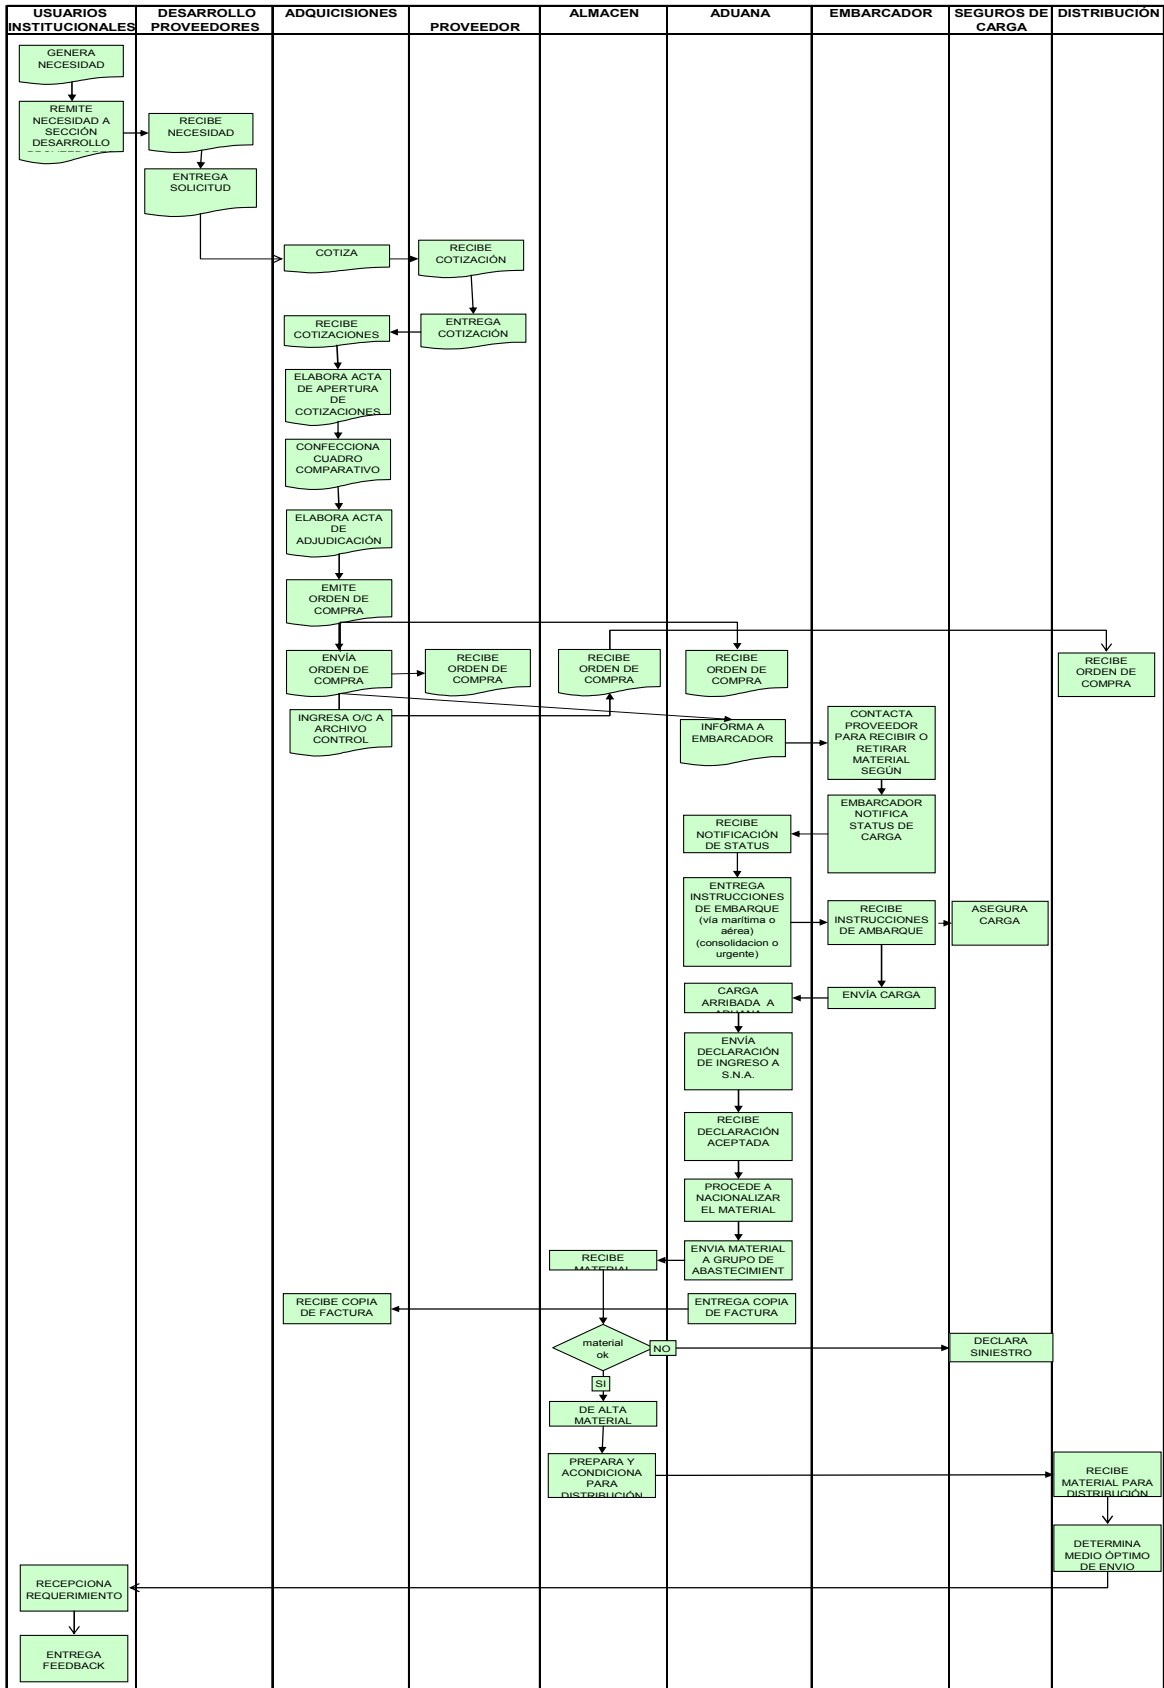 USUARIOS
INSTITUCIONALES
DESARROLLO
PROVEEDORES
ADQUICISIONES
PROVEEDOR
ALMACEN
ADUANA
EMBARCADOR
SEGUROS DE
CARGA
DISTRIBUCIÓN
GENERA
NECESIDAD
REMITE
NECESIDAD A
SECCIÓN
DESARROLLO
RECIBE
NECESIDAD
ENTREGA
SOLICITUD
COTIZA
RECIBE
COTIZACIÓN
ENTREGA
COTIZACIÓN
RECIBE
COTIZACIONES
ELABORA ACTA
DE APERTURA
DE
COTIZACIONES
CONFECCIONA
CUADRO
COMPARATIVO
ELABORA ACTA
DE
ADJUDICACIÓN
EMITE
ORDEN DE
COMPRA
ENVÍA
ORDEN DE
COMPRA
RECIBE
ORDEN DE
COMPRA
RECIBE
ORDEN DE
COMPRA
RECIBE
ORDEN DE
COMPRA
RECIBE
ORDEN DE
COMPRA
INGRESA O/C A
ARCHIVO
CONTROL
INFORMA A
EMBARCADOR
CONTACTA
PROVEEDOR
PARA RECIBIR O
RETIRAR
MATERIAL
SEGÚN
EMBARCADOR
NOTIFICA
STATUS DE
CARGA
RECIBE
NOTIFICACIÓN
DE STATUS
ENTREGA
INSTRUCCIONES
DE EMBARQUE
(vía marítima o
aérea)
(consolidacion o
urgente)
RECIBE
INSTRUCCIONES
DE AMBARQUE
ASEGURA
CARGA
ENVÍA CARGA
CARGA
ARRIBADA A
ADUANA
ENVÍA
DECLARACIÓN
DE INGRESO A
S.N.A.
RECIBE
DECLARACIÓN
ACEPTADA
PROCEDE A
NACIONALIZAR
EL MATERIAL
ENVIA MATERIAL
A GRUPO DE
ABASTECIMIENT
RECIBE
MATERIAL
RECIBE COPIA
DE FACTURA
ENTREGA COPIA
DE FACTURA
material
ok
NO
DECLARA
SINIESTRO
SI
DE ALTA
MATERIAL
PREPARA Y
ACONDICIONA
PARA
DISTRIBUCIÓN
RECIBE
MATERIAL PARA
DISTRIBUCIÓN
DETERMINA
MEDIO ÓPTIMO
DE ENVIO
RECEPCIONA
REQUERIMIENTO
ENTREGA
FEEDBACK